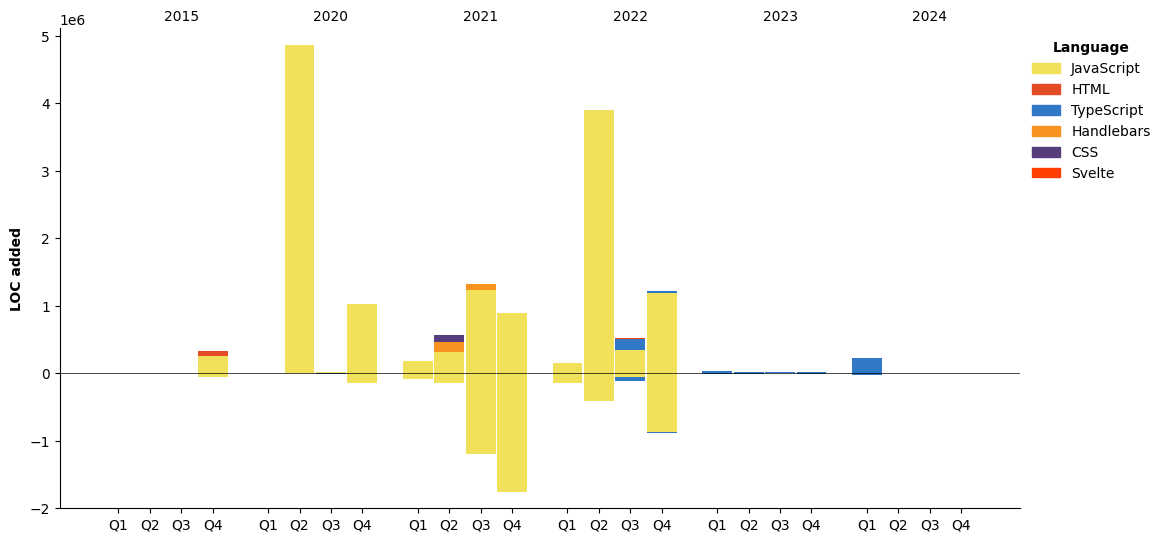 1e6
2015 2020 2021 2022 2023 2024
5
4
3
2
1
0
−1
−2
LOC added
Q1 Q2 Q3 Q4 Q1 Q2 Q3 Q4 Q1 Q2 Q3 Q4 Q1 Q2 Q3 Q4 Q1 Q2 Q3 Q4 Q1 Q2 Q3 Q4
Language
JavaScript
HTML
TypeScript
Handlebars
CSS
Svelte